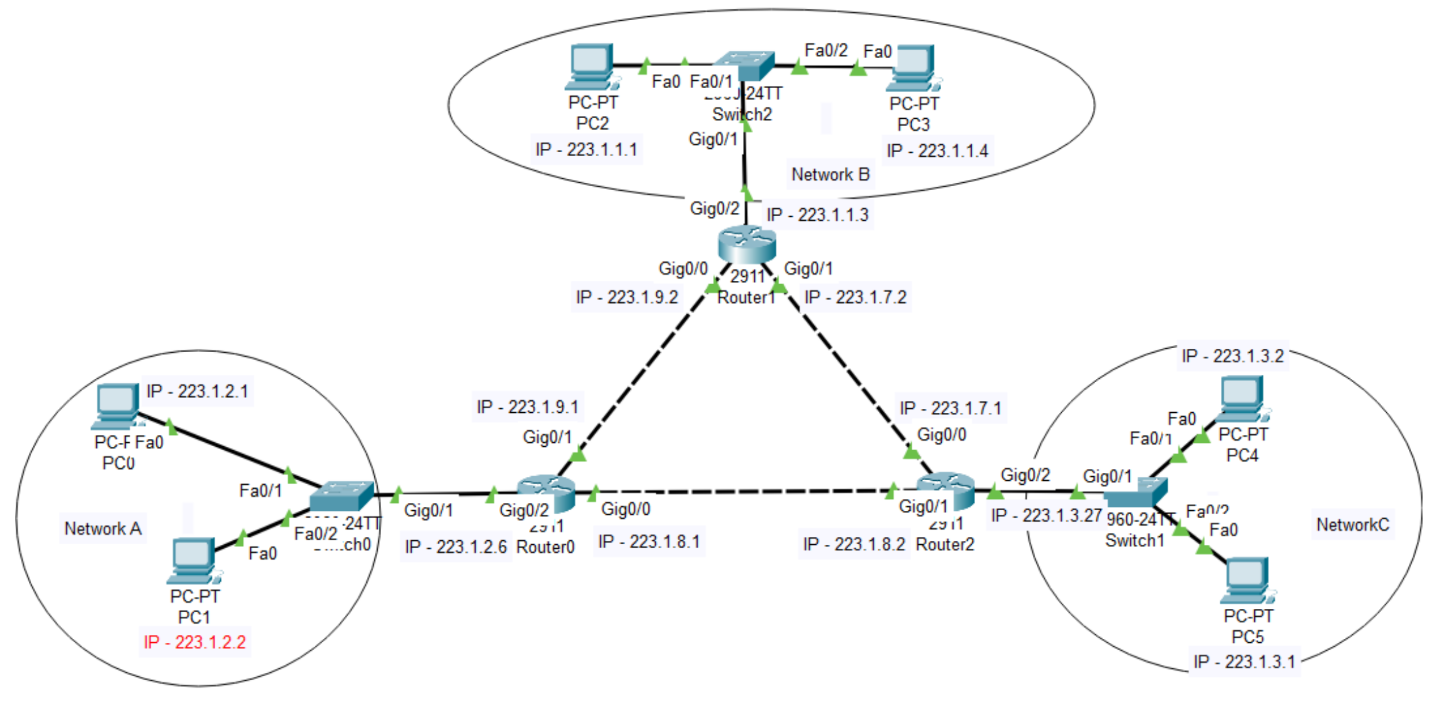 Fa0/2
Fa0
Fa0
Fa0/1
PC-PT
PC2
-24TT
Switch2
PC-PT
PC3
IP - 223.1.1.1
Gig0/1
IP - 223.1.1.4
Network B
Gig0/2
IP - 223.1.1.3
Gig0/0
2911
Router1
Gig0/1
IP - 223.1.9.2
IP - 223.1.7.2
IP - 223.1.3.2
IP - 223.1.2.1
IP - 223.1.9.1
Gig0/1
IP - 223.1.7.1
Gig0/0
Fa0
Fa0/1
PC-PT
PC4
Fa0
PC0
Fa0/1
Network A
Fa0/2
-24TT
Fa0
PC-PT
PC1
IP - 223.1.2.2
Gig0/1
IP - 223.1.2.6
Gig0/2
2911
Router0
Gig0/0
IP - 223.1.8.1
IP - 223.1.8.2
Gig0/1
2911
Router2
Gig0/2
IP - 223.1.3.27
Gig0/1
960-24TT
Switch1
Fa0/2
Fa0
NetworkC
PC-PT
PC5
IP - 223.1.3.1